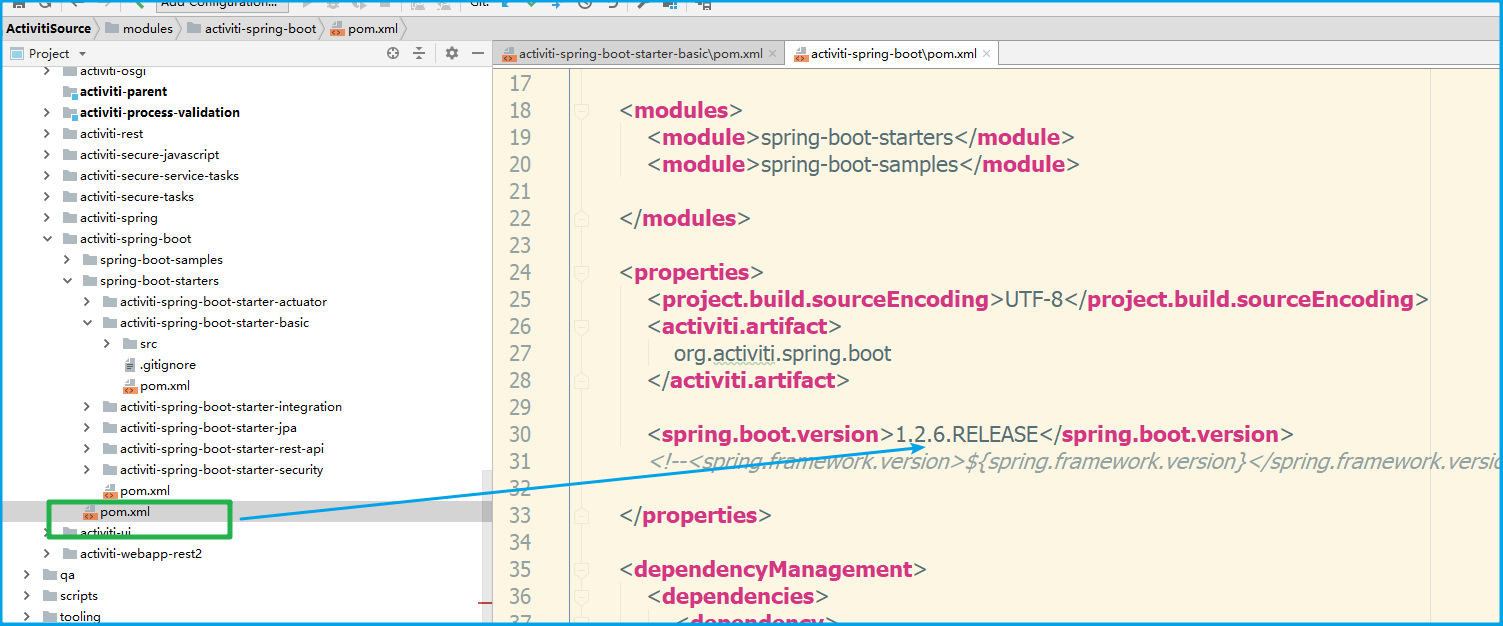 Add Configuration...
Git:
ActivitiSource modules activiti-spring-boot pom.xml
Project
activiti-spring-boot-starter-basic\pom.xml activiti-spring-boot\pom.xml
activiti-osgi
activiti-parent
activiti-process-validation
activiti-rest
activiti-secure-javascript
activiti-secure-service-tasks
activiti-secure-tasks
activiti-spring
activiti-spring-boot
spring-boot-samples
spring-boot-starters
activiti-spring-boot-starter-actuator
activiti-spring-boot-starter-basic
src
.gitignore
pom.xml
activiti-spring-boot-starter-integration
activiti-spring-boot-starter-jpa
activiti-spring-boot-starter-rest-api
activiti-spring-boot-starter-security
pom.xml
pom.xml
activiti-ui
activiti-webapp-rest2
qa
scripts
tooling
17
18 <modules>
19 <module>spring-boot-starters</module>
20 <module>spring-boot-samples</module>
21
22 </modules>
23
24 <properties>
25 <project.build.sourceEncoding>UTF-8</project.build.sourceEncoding>
26 <activiti.artifact>
27 org.activiti.spring.boot
28 </activiti.artifact>
29
30 <spring.boot.version>1.2.6.RELEASE</spring.boot.version>
31 <!--<spring.framework.version>${spring.framework.version}</spring.framework.versio
32
33 </properties>
34
35 <dependencyManagement>
36 <dependencies>
37 <dependency>